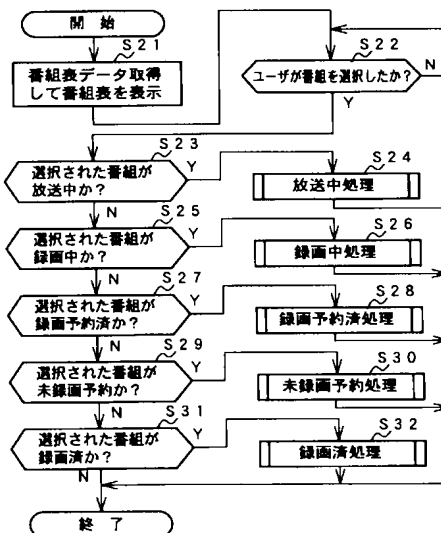 開始
S21
番組表データ取得
して番組表を表示
S22
ユーザが番組を選択したか?
N
Y
S23
選択された番組が
放送中か?
Y
N
S24
放送中処理
S25
選択された番組が
録画中か?
Y
N
S26
録画中処理
S27
選択された番組が
録画予約済か?
Y
N
S28
録画予約済処理
S29
選択された番組が
未録画予約か?
Y
N
S30
未録画予約処理
S31
選択された番組が
録画済か?
Y
N
S32
録画済処理
終了